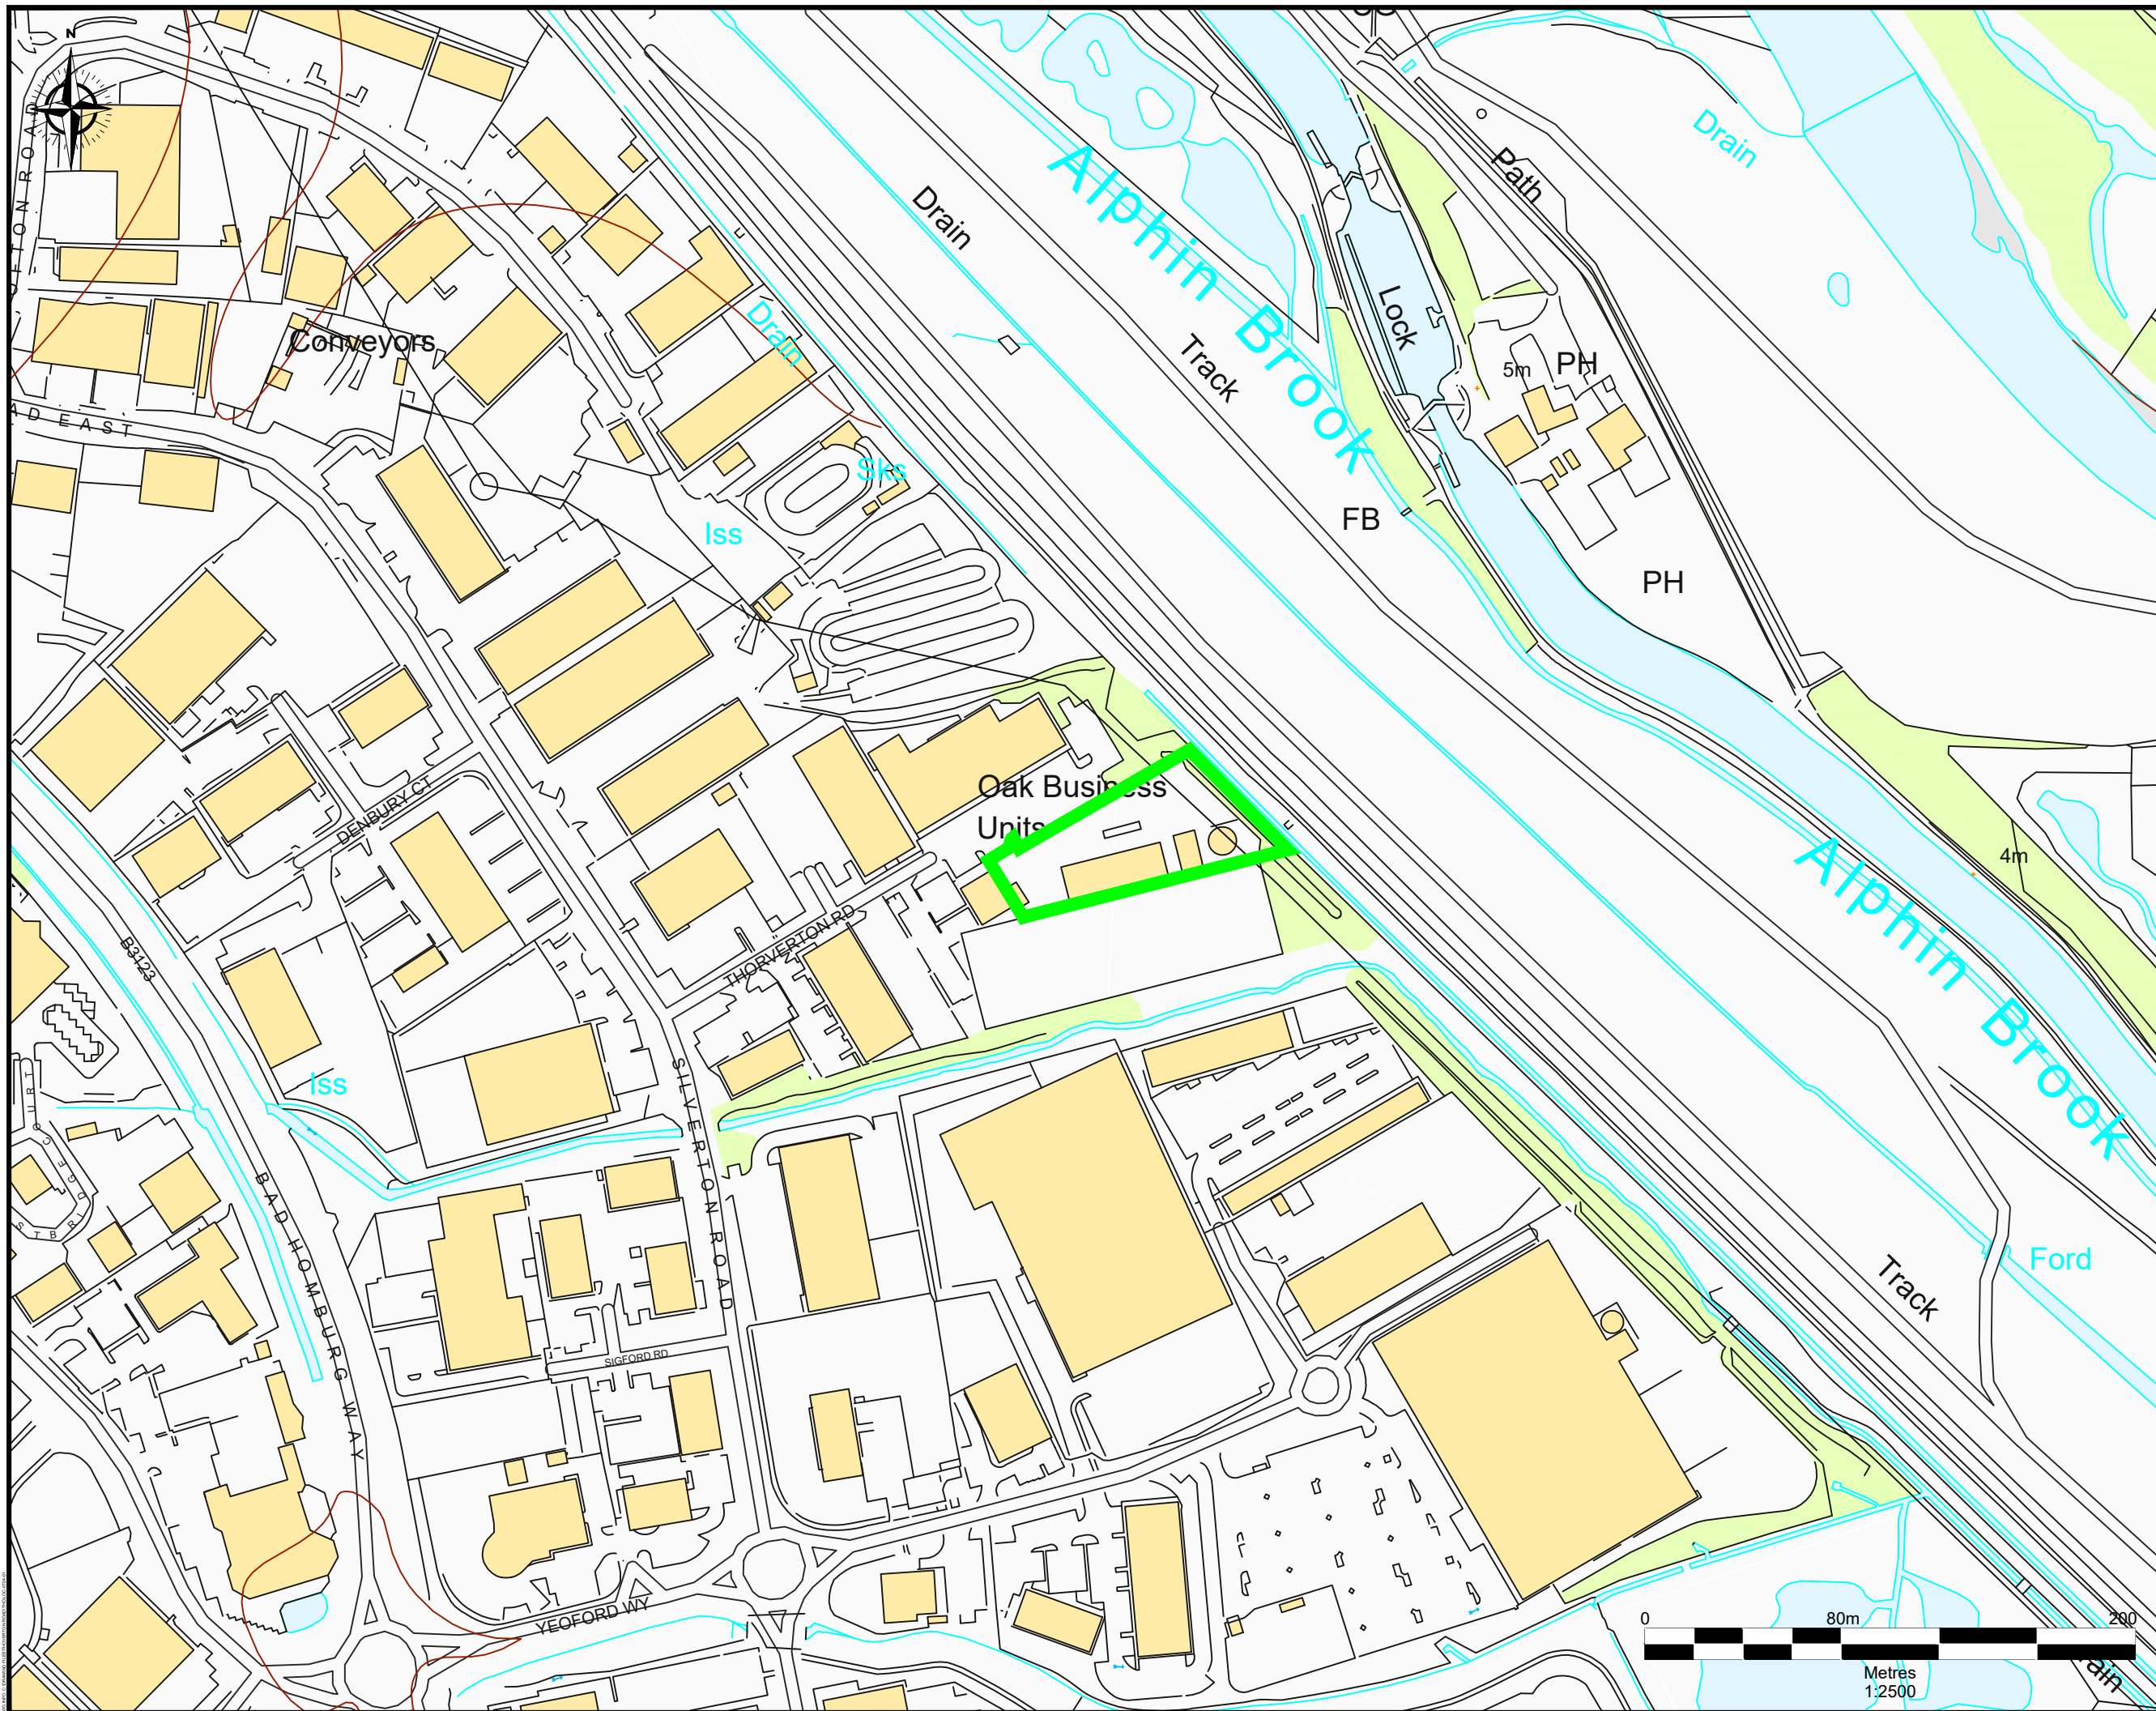 N
Drain
Path
Alphin Brook
Drain
Track
Lock
5m
PH
Conveyors
Drain
AD EAST
Sks
Iss
FB
PH
Oak Business
Units
DENBURY CT
THORVERTON RD
B3123
4m
Alphin Brook
Iss
SILVERTON ROAD
BAD HOMBURG WAY
SIGFORD RD
Ford
Track
YEOFORD WY
0
80m
200
Metres
1:2500